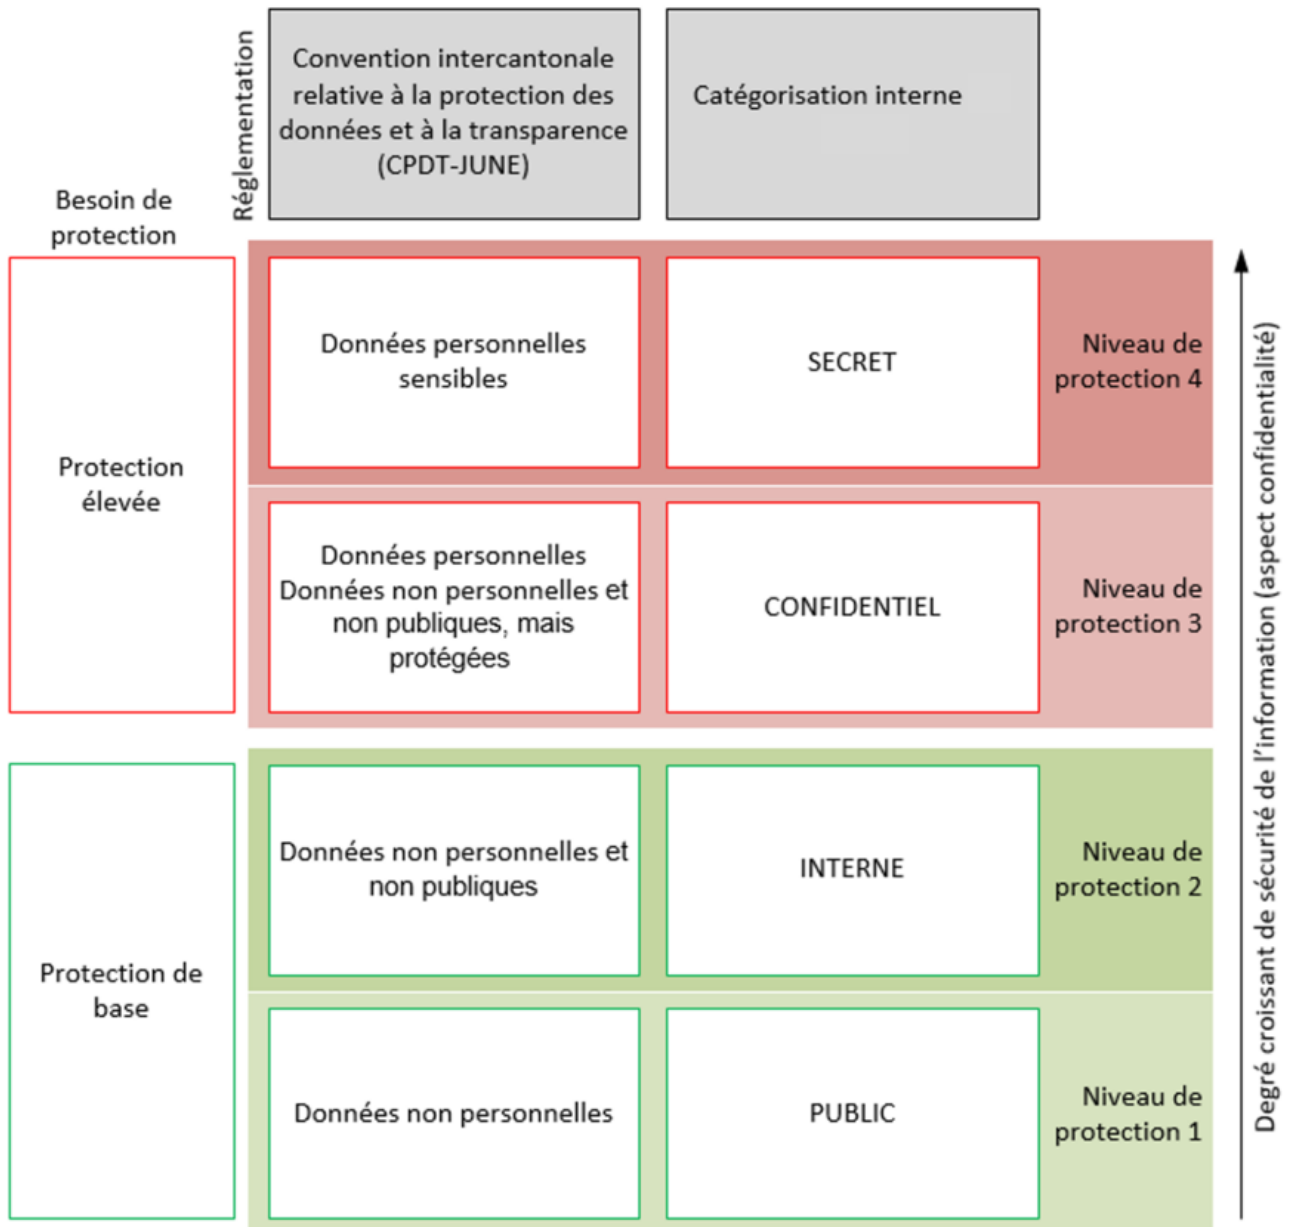 Réglementation
Convention intercantonale
relative à la protection des
données et à la transparence
(CPDT-JUNE)
Catégorisation interne
Besoin de
protection
Protection
élevée
Données personnelles
sensibles
SECRET
Niveau de
protection 4
Données personnelles
Données non personnelles et
non publiques, mais
protégées
CONFIDENTIEL
Niveau de
protection 3
Protection de
base
Données non personnelles et
non publiques
INTERNE
Niveau de
protection 2
Données non personnelles
PUBLIC
Niveau de
protection 1
Degré croissant de sécurité de l'information (aspect confidentialité)